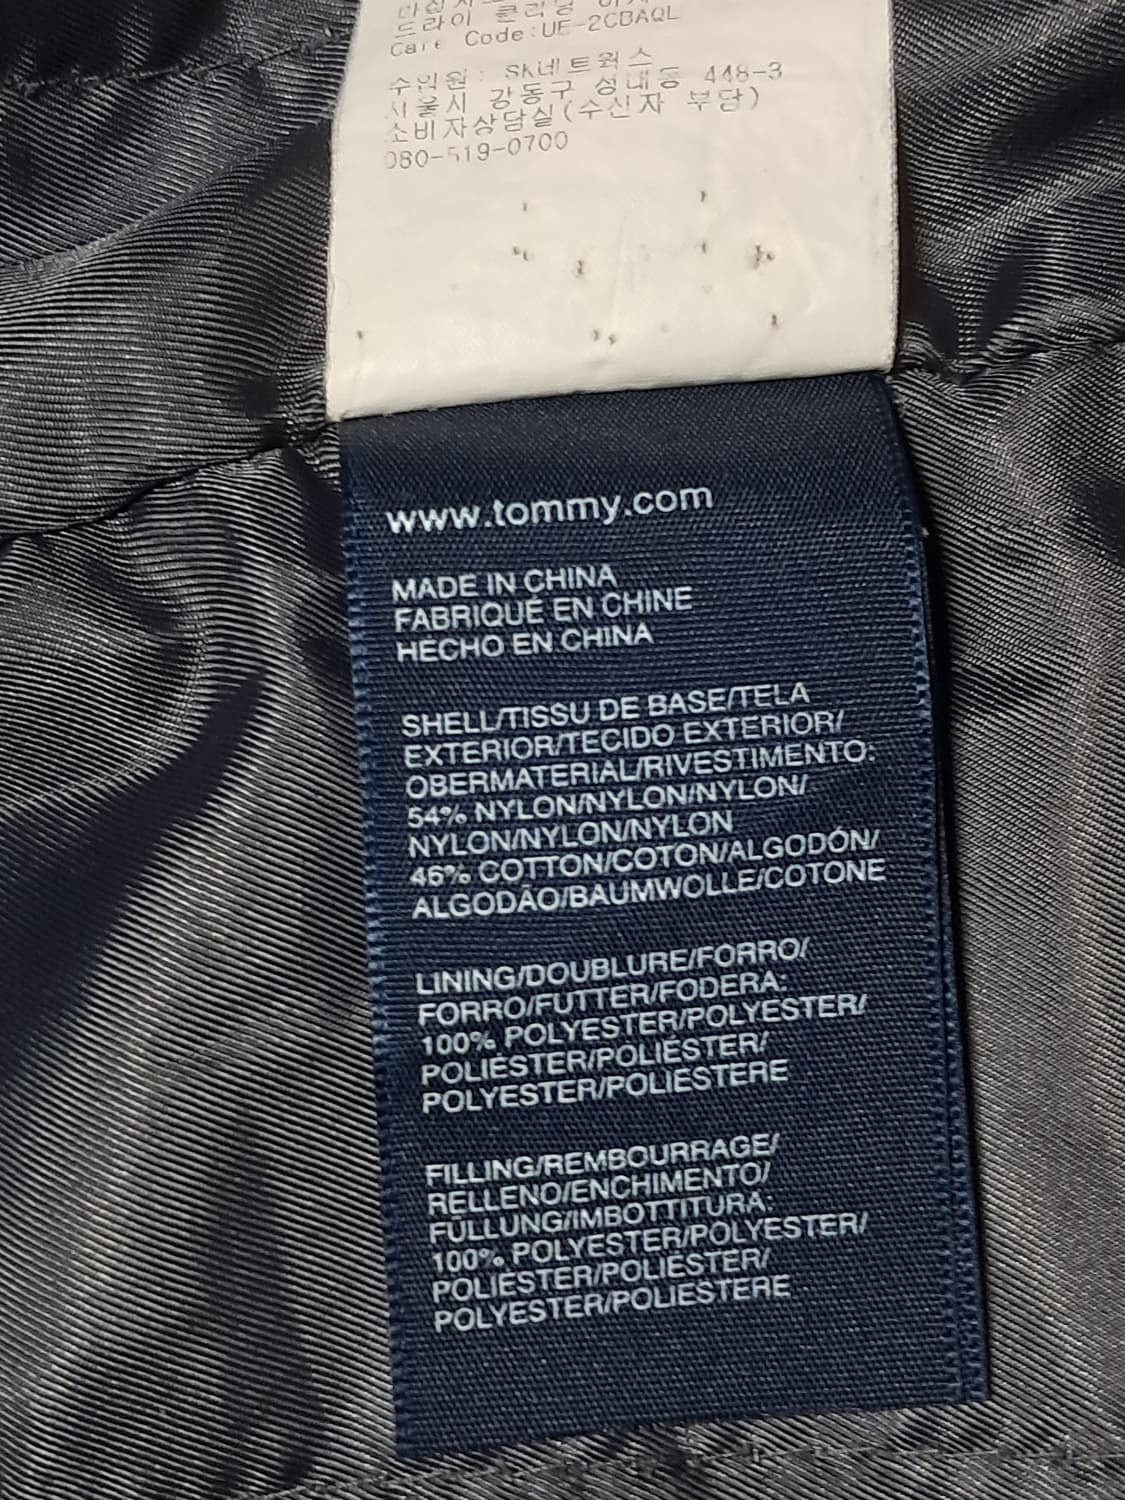 드라이 클리닝
Care Code:UE-2CBAQL
수입원: SK네트웍스
서울시 강동구 성내동 448-3
소비자상담실(수신자 부담)
080-519-0700
www.tommy.com
MADE IN CHINA
FABRIQUÉ EN CHINE
HECHO EN CHINA
SHELL/TISSU DE BASE/TELA
EXTERIOR/TECIDO EXTERIOR/
OBERMATERIAL/RIVESTIMENTO:
54% NYLON/NYLON/NYLON/
NYLON/NYLON/NYLON
46% COTTON/COTON/ALGODÓN/
ALGODÃO/BAUMWOLLE/COTONE
LINING/DOUBLURE/FORRO/
FORRO/FUTTER/FODERA:
100% POLYESTER/POLYESTER/
POLIÉSTER/POLIÉSTER/
POLYESTER/POLIESTERE
FILLING/REMBOURRAGE/
RELLENO/ENCHIMENTO/
FÜLLUNG/IMBOTTITURA:
100% POLYESTER/POLYESTER/
POLIÉSTER/POLIÉSTER/
POLYESTER/POLIESTERE